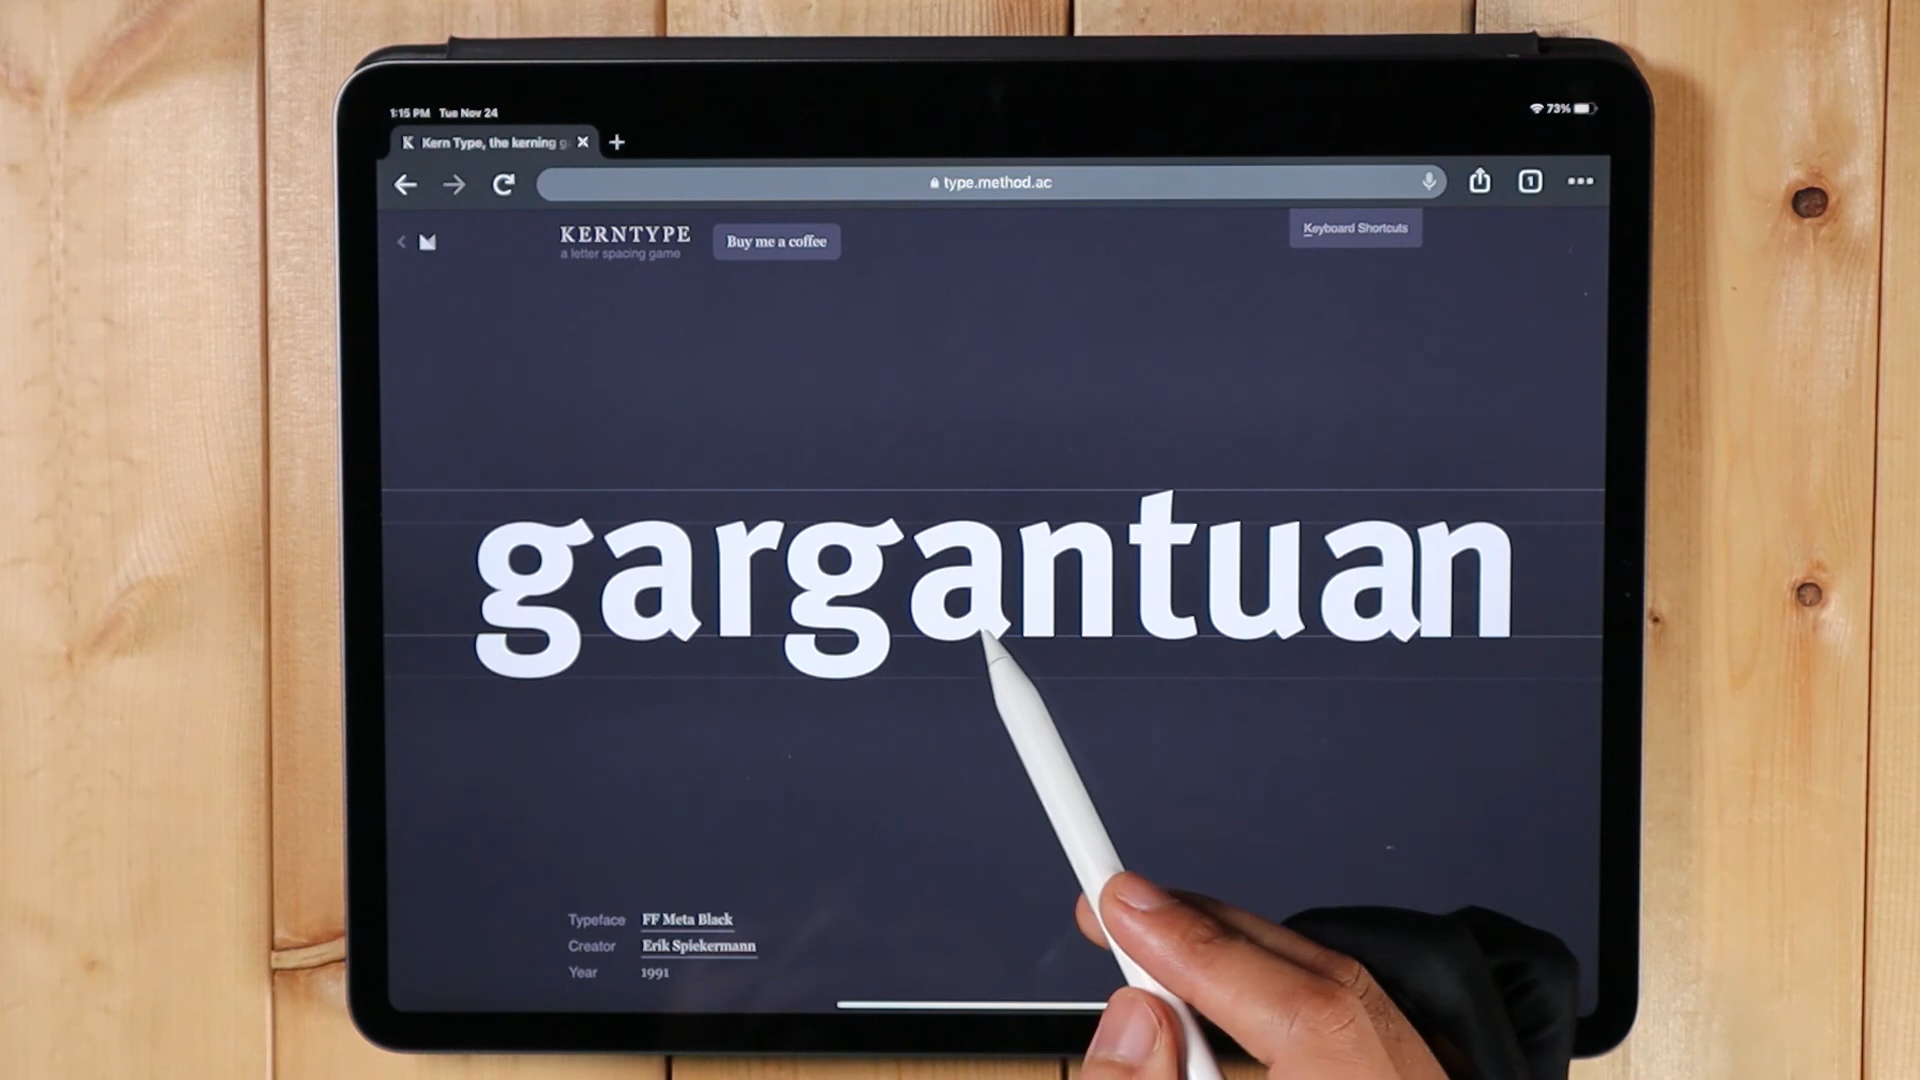 1:15 PM Tue Nov 24
73%
K Kern Type, the kerning g
type.method.ac
1
KERNTYPE
a letter spacing game
Buy me a coffee
Keyboard Shortcuts
gargantuan
Typeface FF Meta Black
Creator Erik Spiekermann
Year 1991